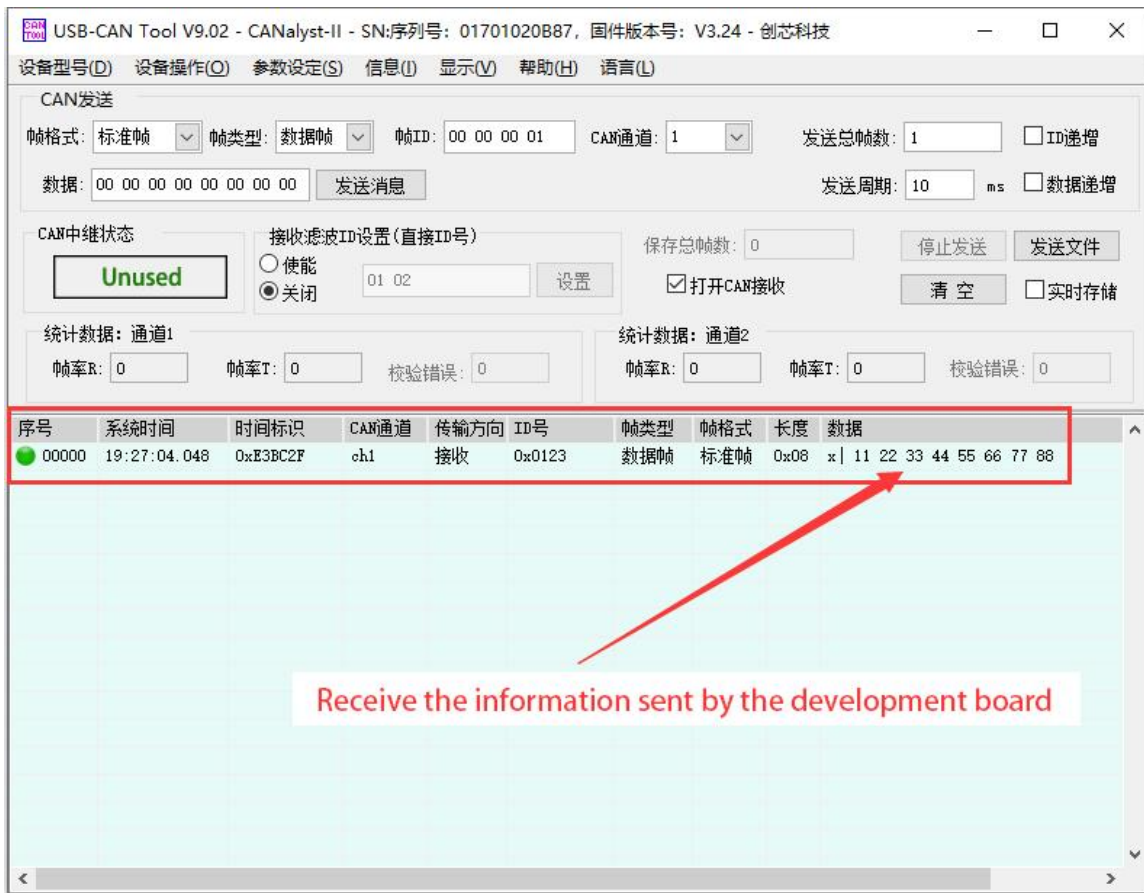 CAN TOOL USB-CAN Tool V9.02 - CANalyst-II - SN:序列号: 01701020B87, 固件版本号: V3.24 - 创芯科技
设备型号(D) 设备操作(O) 参数设定(S) 信息(I) 显示(V) 帮助(H) 语言(L)
CAN发送
帧格式: 标准帧 帧类型: 数据帧 帧ID: 00 00 00 01 CAN通道: 1 发送总帧数: 1 ID递增
数据: 00 00 00 00 00 00 00 00 发送消息 发送周期: 10 ms 数据递增
CAN中继状态 接收滤波ID设置(直接ID号)
Unused 使能 关闭 01 02 设置
保存总帧数: 0 停止发送 发送文件
打开CAN接收 清 空 实时存储
统计数据: 通道1 统计数据: 通道2
帧率R: 0 帧率T: 0 校验错误: 0 帧率R: 0 帧率T: 0 校验错误: 0
序号 系统时间 时间标识 CAN通道 传输方向 ID号 帧类型 帧格式 长度 数据
00000 19:27:04.048 0xE3BC2F ch1 接收 0x0123 数据帧 标准帧 0x08 x| 11 22 33 44 55 66 77 88
Receive the information sent by the development board